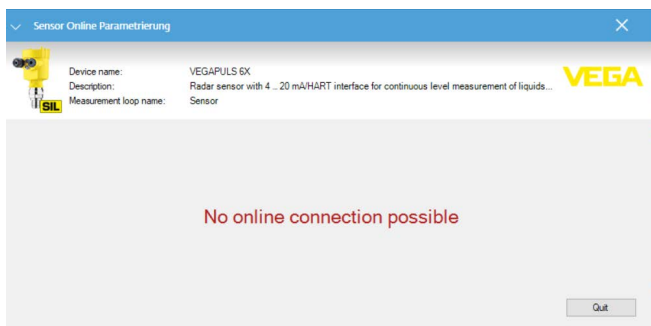 Sensor Online Parametrierung
Device name: VEGAPULS 6X
Description: Radar sensor with 4 ... 20 mA/HART interface for continuous level measurement of liquids...
Measurement loop name: Sensor
VEGA
SIL
No online connection possible
Quit